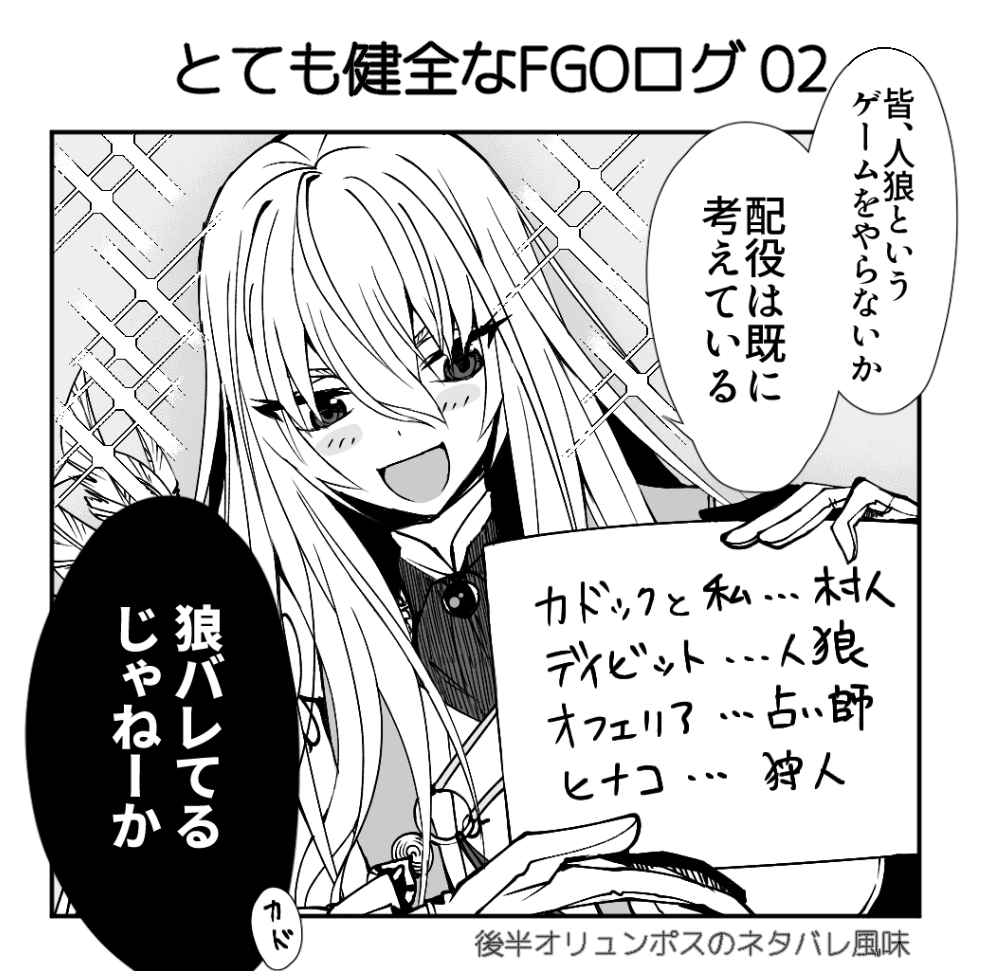 とても健全なFGOログ 02
皆、人狼という
ゲームをやらないか
配役は既に
考えている
カドックと私…村人
デイビット…人狼
オフェリア…占い師
ヒナコ…狩人
狼バレてる
じゃねーか
カド
後半オリュンポスのネタバレ風味